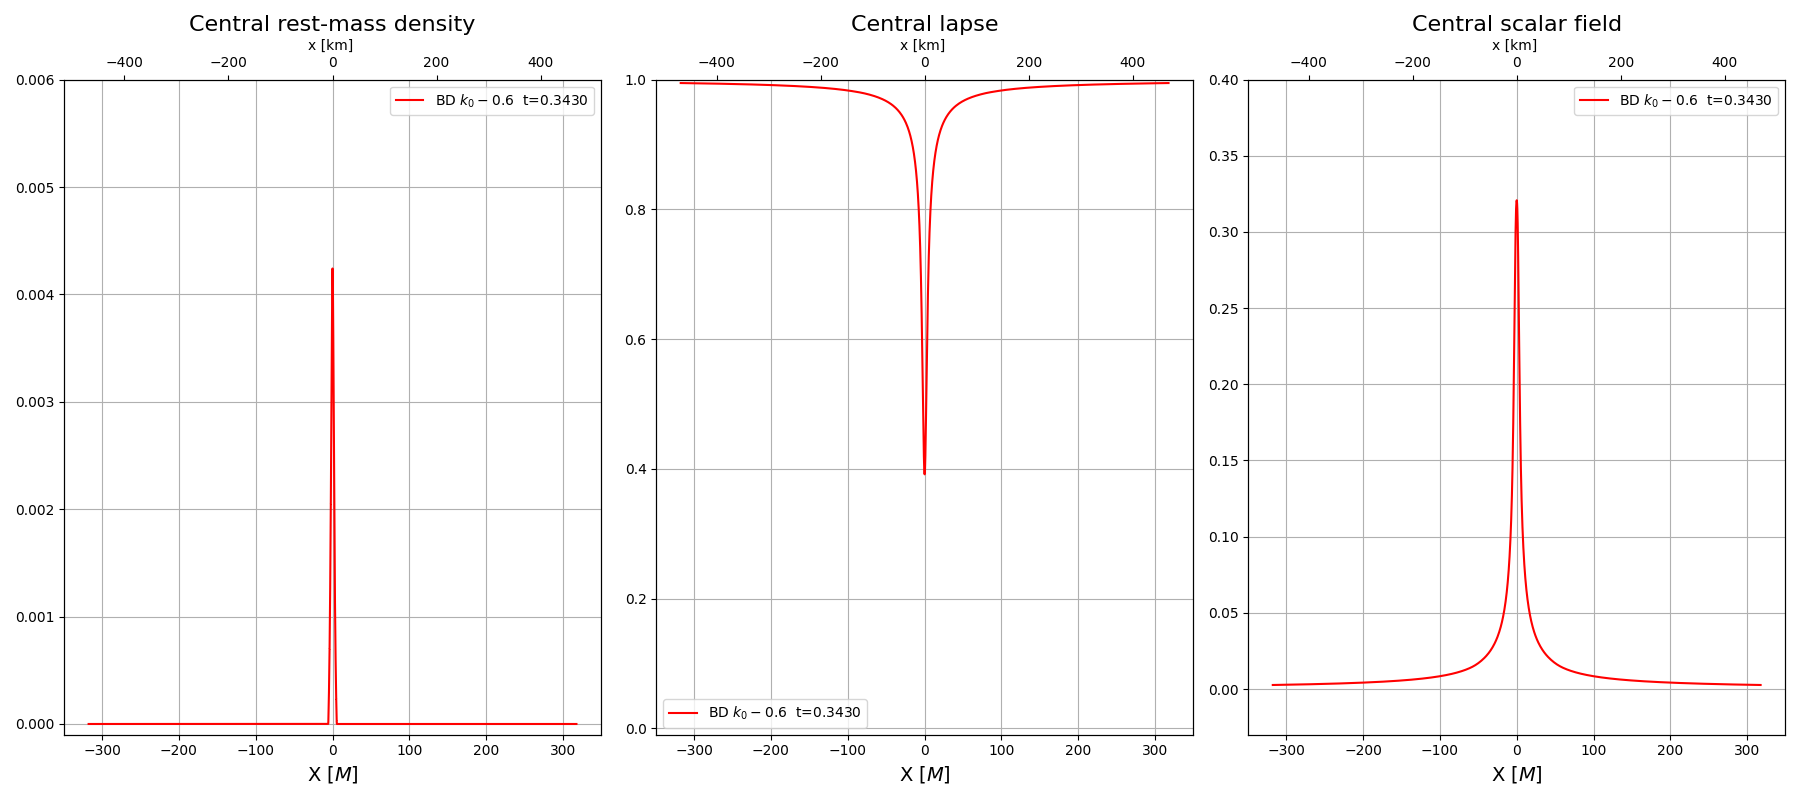 Central rest-mass density
x [km]
−400 −200 0 200 400
0.006
0.005
0.004
0.003
0.002
0.001
0.000
BD k₀ − 0.6 t=0.3430
−300 −200 −100 0 100 200 300
X [M]
Central lapse
x [km]
−400 −200 0 200 400
1.0
0.8
0.6
0.4
0.2
0.0
BD k₀ − 0.6 t=0.3430
−300 −200 −100 0 100 200 300
X [M]
Central scalar field
x [km]
−400 −200 0 200 400
0.40
0.35
0.30
0.25
0.20
0.15
0.10
0.05
0.00
BD k₀ − 0.6 t=0.3430
−300 −200 −100 0 100 200 300
X [M]